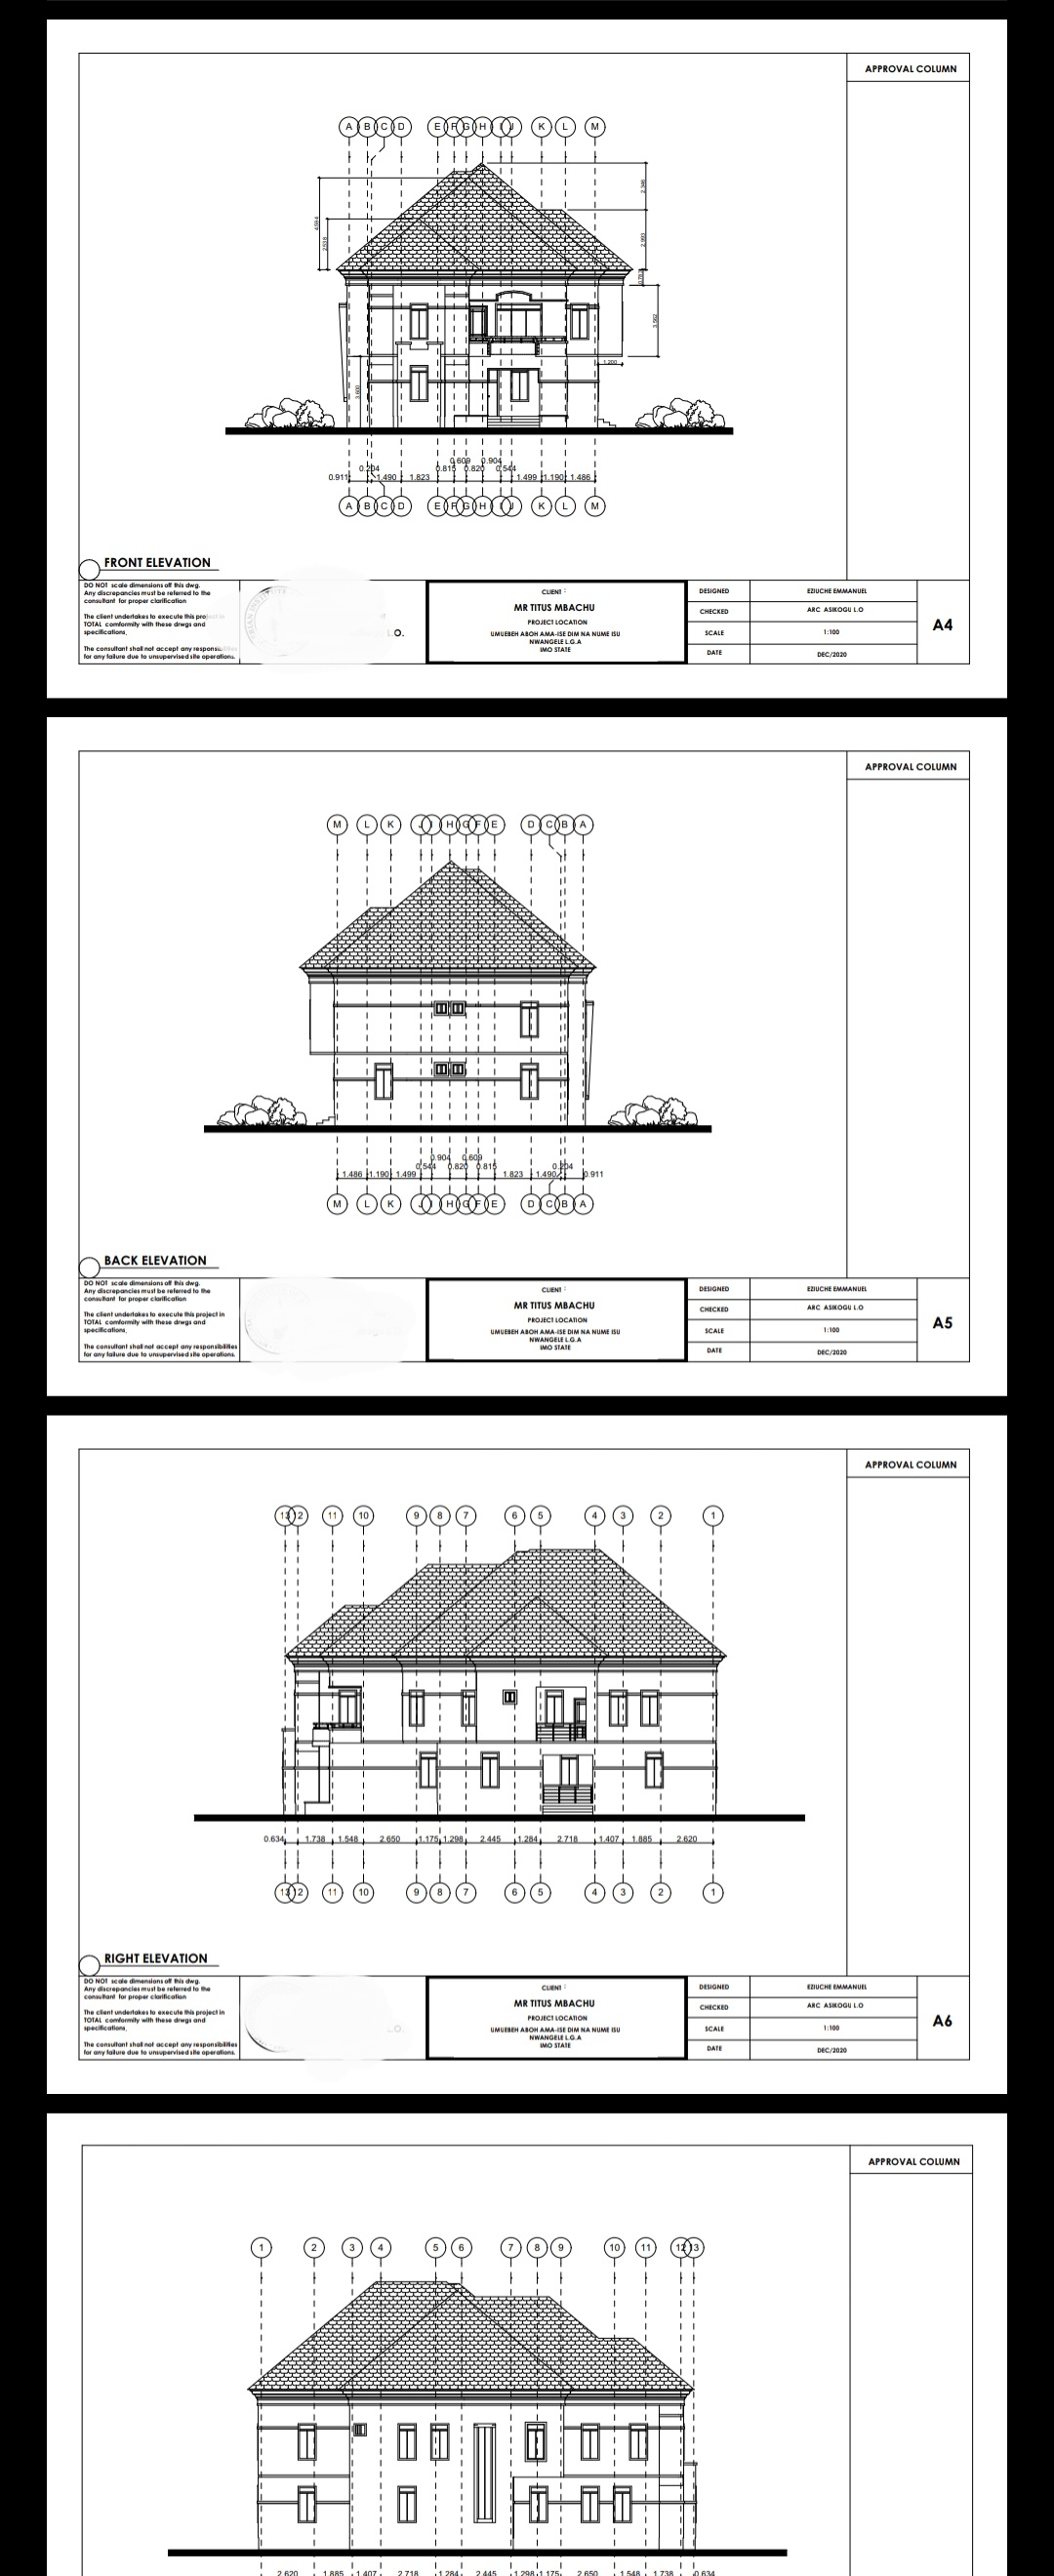 APPROVAL COLUMN
A B C D E F G H I J K L M
2.346
4.584
2.538
2.993
3.552
1.200
3.600
0.609 0.904
0.204 0.815 0.820 0.544
0.911 1.490 1.823 1.499 1.190 1.486
A B C D E F G H I J K L M
FRONT ELEVATION
DO NOT scale dimensions off this dwg.
Any discrepancies must be referred to the
consultant for proper clarification
The client undertakes to execute this project in
TOTAL comformity with these drwgs and
specifications,
The consultant shall not accept any responsibilities
for any failure due to unsupervised site operations.
L.O.
CLIENT :
MR TITUS MBACHU
PROJECT LOCATION
UMUEBEH ABOH AMA-ISE DIM NA NUME ISU
NWANGELE L.G.A
IMO STATE
DESIGNED EZIUCHE EMMANUEL
CHECKED ARC ASIKOGU L.O
SCALE 1:100
DATE DEC/2020
A4
APPROVAL COLUMN
M L K J I H G F E D C B A
0.904 0.609
0.544 0.820 0.815 0.204
1.486 1.190 1.499 1.823 1.490 0.911
M L K J I H G F E D C B A
BACK ELEVATION
DO NOT scale dimensions off this dwg.
Any discrepancies must be referred to the
consultant for proper clarification
The client undertakes to execute this project in
TOTAL comformity with these drwgs and
specifications,
The consultant shall not accept any responsibilities
for any failure due to unsupervised site operations.
CLIENT :
MR TITUS MBACHU
PROJECT LOCATION
UMUEBEH ABOH AMA-ISE DIM NA NUME ISU
NWANGELE L.G.A
IMO STATE
DESIGNED EZIUCHE EMMANUEL
CHECKED ARC ASIKOGU L.O
SCALE 1:100
DATE DEC/2020
A5
APPROVAL COLUMN
13 12 11 10 9 8 7 6 5 4 3 2 1
0.634 1.738 1.548 2.650 1.175 1.298 2.445 1.284 2.718 1.407 1.885 2.620
13 12 11 10 9 8 7 6 5 4 3 2 1
RIGHT ELEVATION
DO NOT scale dimensions off this dwg.
Any discrepancies must be referred to the
consultant for proper clarification
The client undertakes to execute this project in
TOTAL comformity with these drwgs and
specifications,
The consultant shall not accept any responsibilities
for any failure due to unsupervised site operations.
L.O.
CLIENT :
MR TITUS MBACHU
PROJECT LOCATION
UMUEBEH ABOH AMA-ISE DIM NA NUME ISU
NWANGELE L.G.A
IMO STATE
DESIGNED EZIUCHE EMMANUEL
CHECKED ARC ASIKOGU L.O
SCALE 1:100
DATE DEC/2020
A6
APPROVAL COLUMN
1 2 3 4 5 6 7 8 9 10 11 12 13
2.620 1.885 1.407 2.718 1.284 2.445 1.298 1.175 2.650 1.548 1.738 0.634